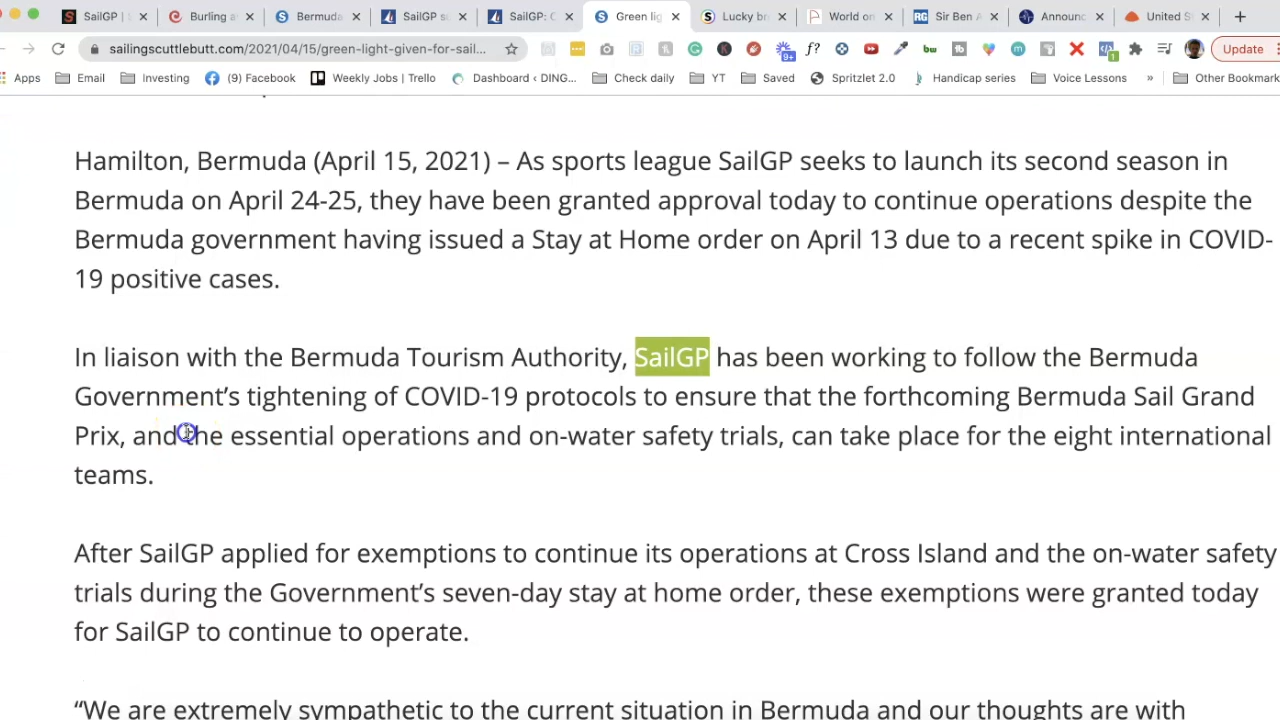 SailGP |
Burling a
Bermuda
SailGP sa
SailGP: C
Green lig
Lucky br
World on
Sir Ben A
Announc
United S
sailingscuttlebutt.com/2021/04/15/green-light-given-for-sail...
f?
9+
bw
m
1
Update
Apps
Email
Investing
(9) Facebook
Weekly Jobs | Trello
Dashboard ‹ DING...
Check daily
YT
Saved
Spritzlet 2.0
Handicap series
Voice Lessons
»
Other Bookmark
Hamilton, Bermuda (April 15, 2021) – As sports league SailGP seeks to launch its second season in
Bermuda on April 24-25, they have been granted approval today to continue operations despite the
Bermuda government having issued a Stay at Home order on April 13 due to a recent spike in COVID-
19 positive cases.
In liaison with the Bermuda Tourism Authority, SailGP has been working to follow the Bermuda
Government’s tightening of COVID-19 protocols to ensure that the forthcoming Bermuda Sail Grand
Prix, and the essential operations and on-water safety trials, can take place for the eight international
teams.
After SailGP applied for exemptions to continue its operations at Cross Island and the on-water safety
trials during the Government’s seven-day stay at home order, these exemptions were granted today
for SailGP to continue to operate.
“We are extremely sympathetic to the current situation in Bermuda and our thoughts are with